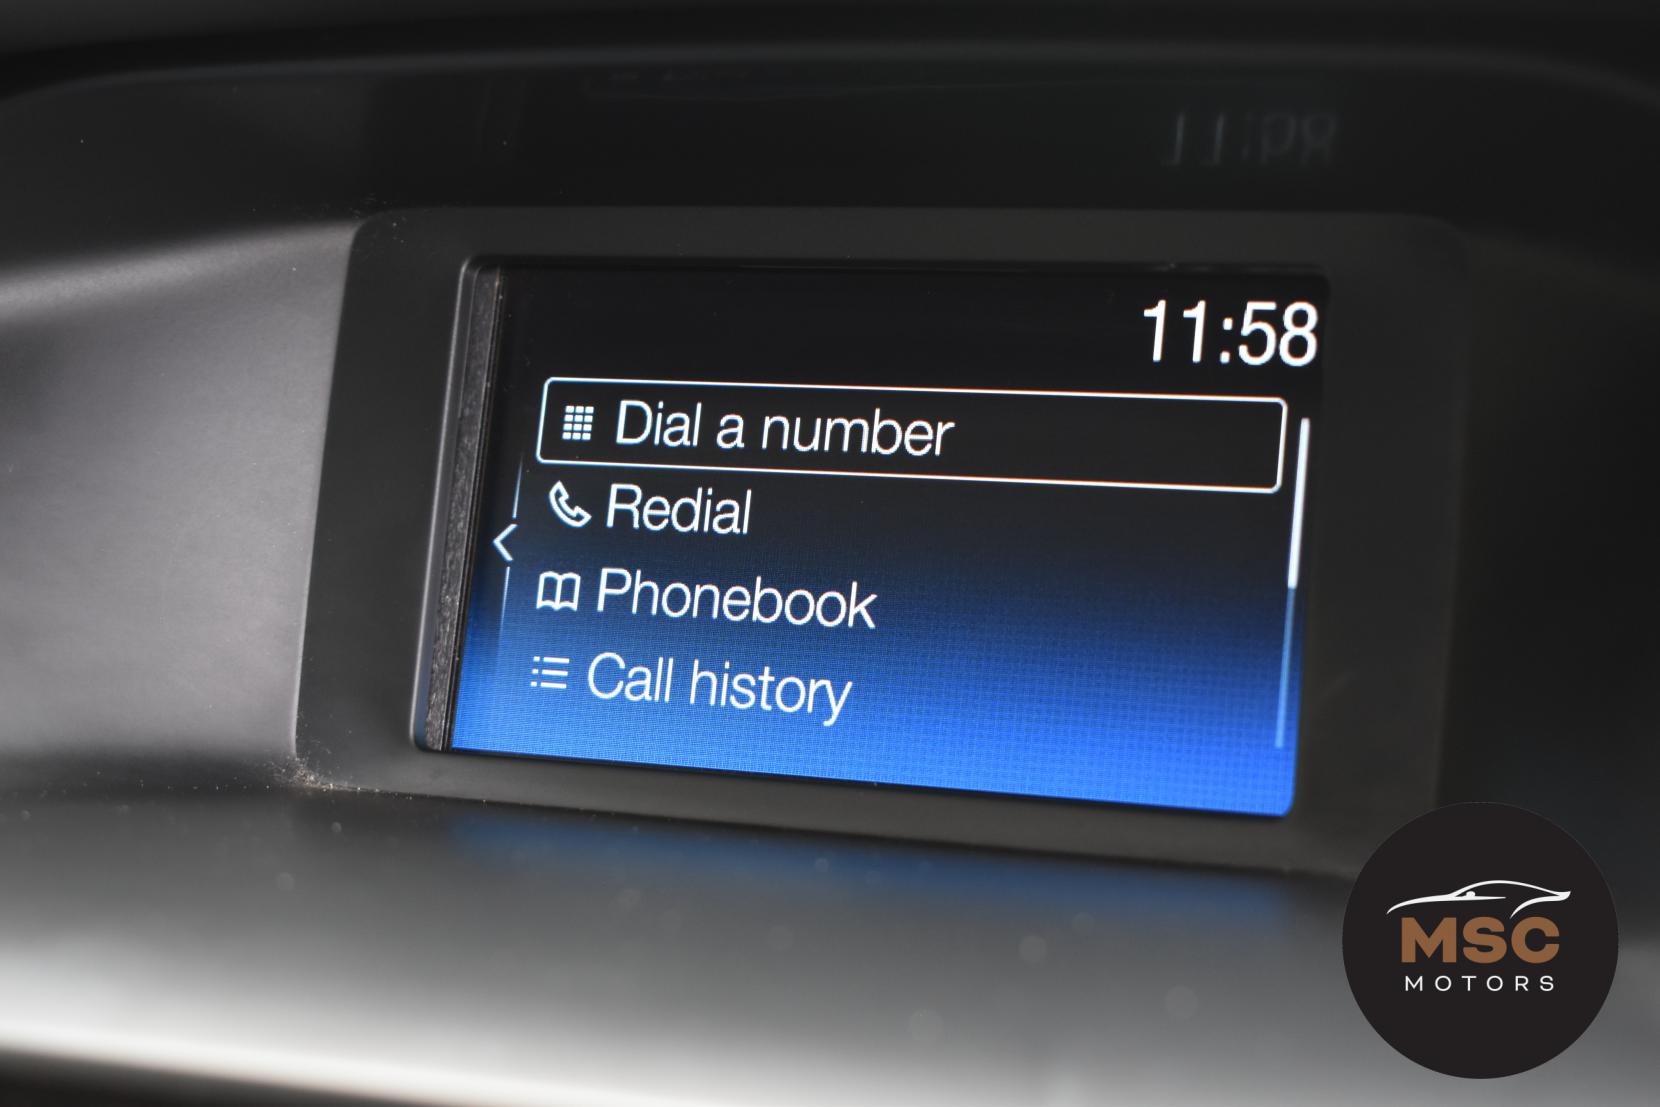 11:58
Dial a number
Redial
Phonebook
Call history
MSC
MOTORS